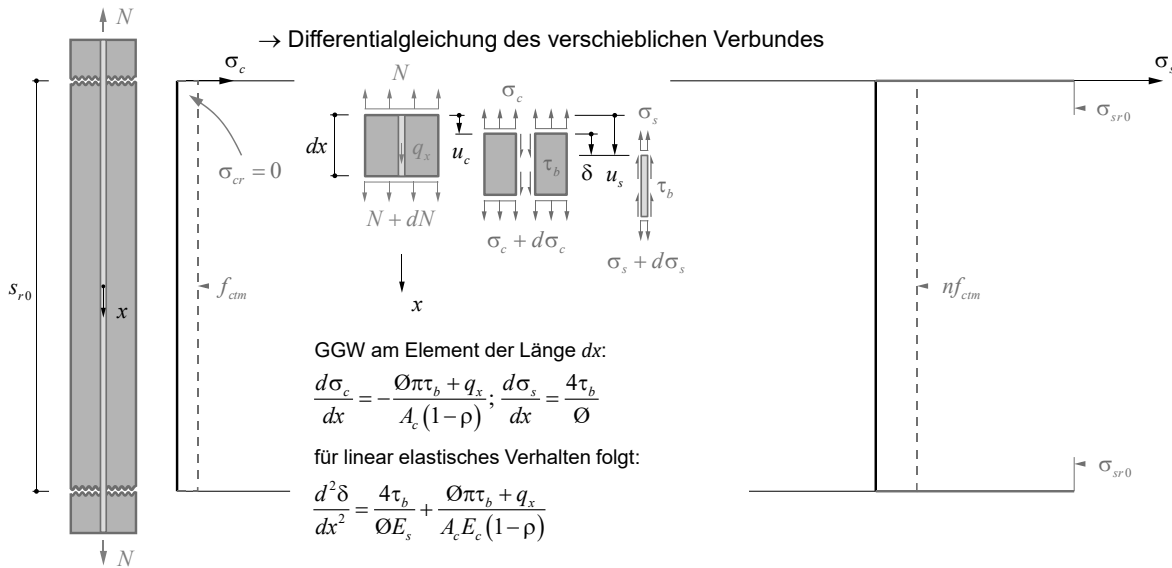 N
→ Differentialgleichung des verschieblichen Verbundes
σ_c
σ_s
N
σ_c
σ_s
σ_sr0
dx
q_x
u_c
τ_b
δ
u_s
τ_b
σ_cr = 0
N + dN
σ_c + dσ_c
σ_s + dσ_s
s_r0
x
f_ctm
x
nf_ctm
GGW am Element der Länge dx:
dσ_c/dx = −(Øπτ_b + q_x)/(A_c(1−ρ)); dσ_s/dx = 4τ_b/Ø
für linear elastisches Verhalten folgt:
σ_sr0
d²δ/dx² = 4τ_b/(ØE_s) + (Øπτ_b + q_x)/(A_cE_c(1−ρ))
N